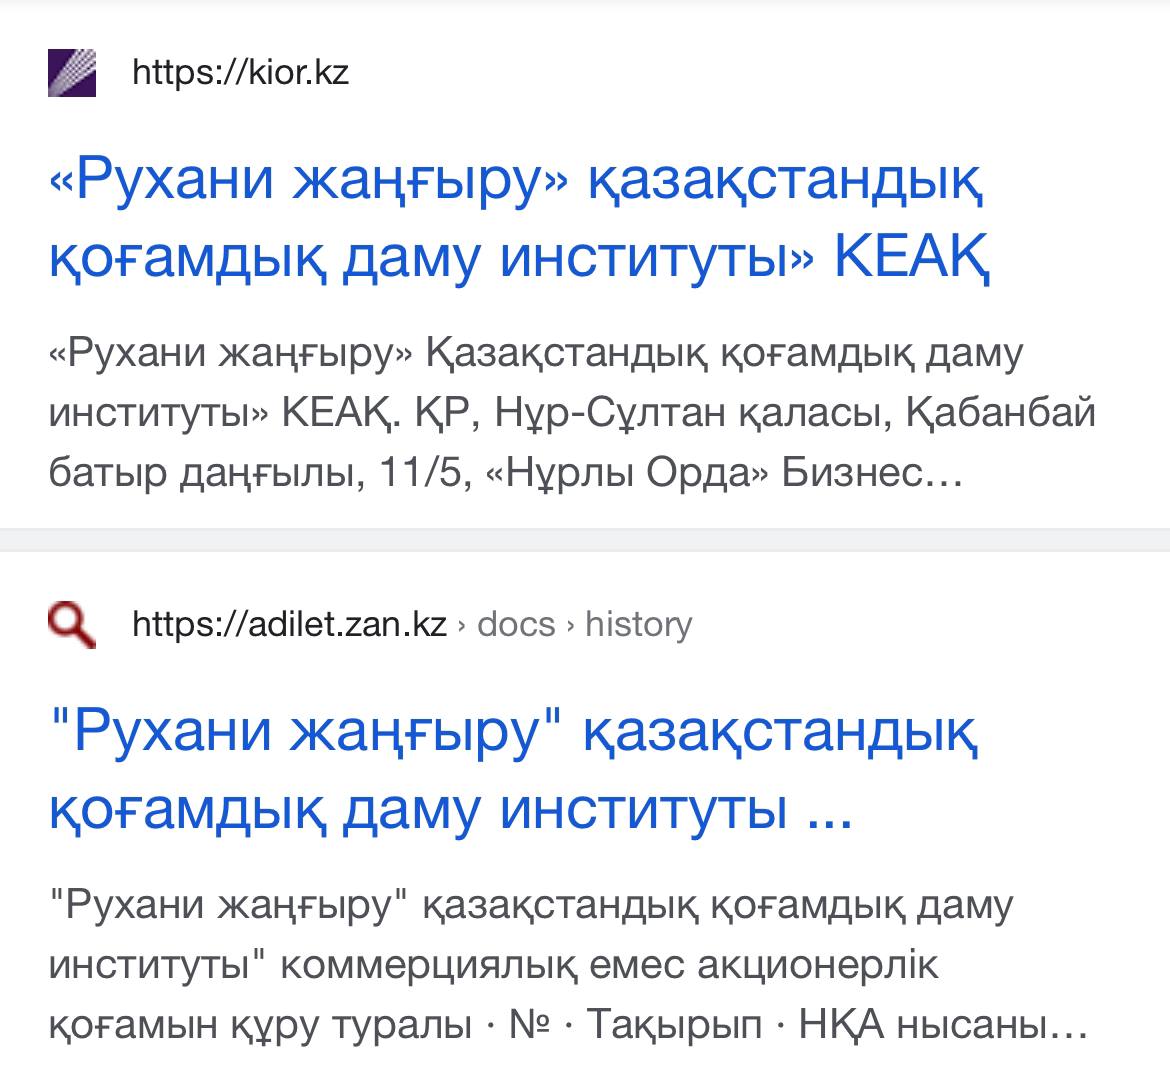 https://kior.kz
«Рухани жаңғыру» қазақстандық
қоғамдық даму институты» КЕАҚ
«Рухани жаңғыру» Қазақстандық қоғамдық даму
институты» КЕАҚ. ҚР, Нұр-Сұлтан қаласы, Қабанбай
батыр даңғылы, 11/5, «Нұрлы Орда» Бизнес...
https://adilet.zan.kz › docs › history
"Рухани жаңғыру" қазақстандық
қоғамдық даму институты ...
"Рухани жаңғыру" қазақстандық қоғамдық даму
институты" коммерциялық емес акционерлік
қоғамын құру туралы · № · Тақырып · НҚА нысаны...